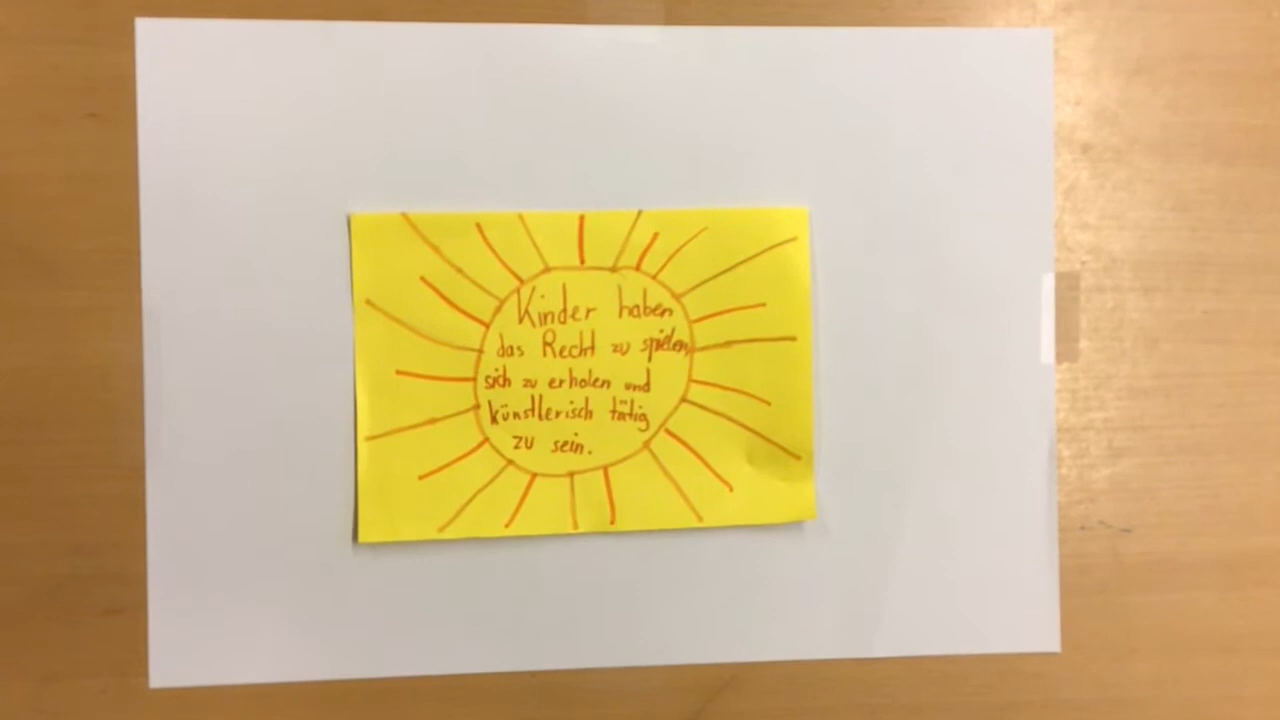 Kinder haben
das Recht zu spielen,
sich zu erholen und
künstlerisch tätig
zu sein.